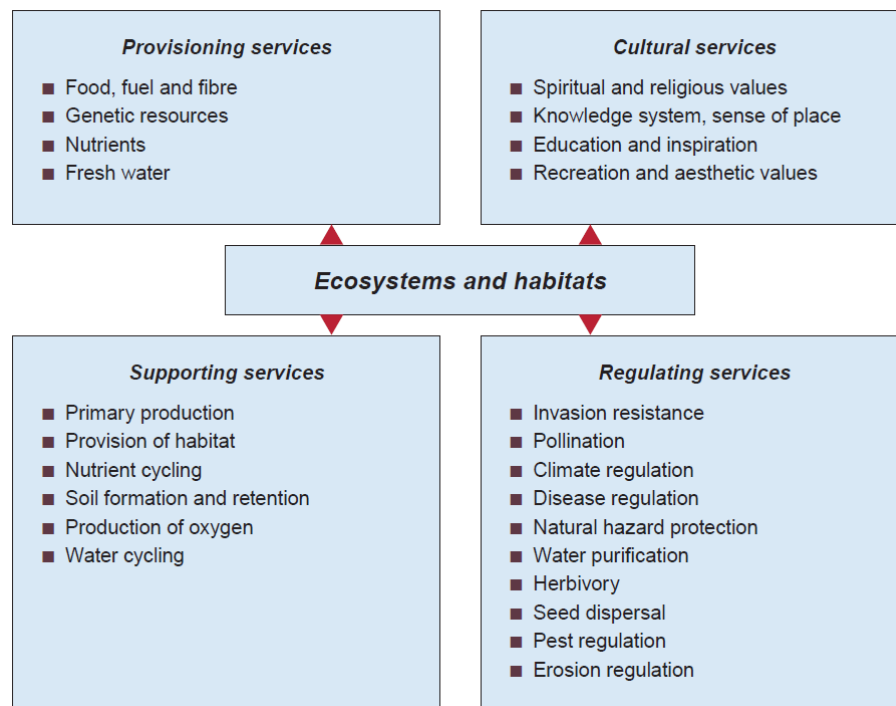 Provisioning services
■ Food, fuel and fibre
■ Genetic resources
■ Nutrients
■ Fresh water
Cultural services
■ Spiritual and religious values
■ Knowledge system, sense of place
■ Education and inspiration
■ Recreation and aesthetic values
Ecosystems and habitats
Supporting services
■ Primary production
■ Provision of habitat
■ Nutrient cycling
■ Soil formation and retention
■ Production of oxygen
■ Water cycling
Regulating services
■ Invasion resistance
■ Pollination
■ Climate regulation
■ Disease regulation
■ Natural hazard protection
■ Water purification
■ Herbivory
■ Seed dispersal
■ Pest regulation
■ Erosion regulation